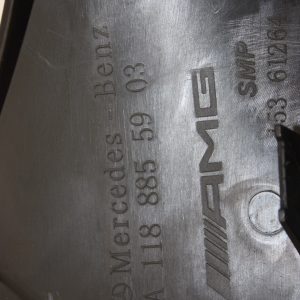 Mercedes - Benz
A 118 885 59 03
AMG
SMP
53 61264